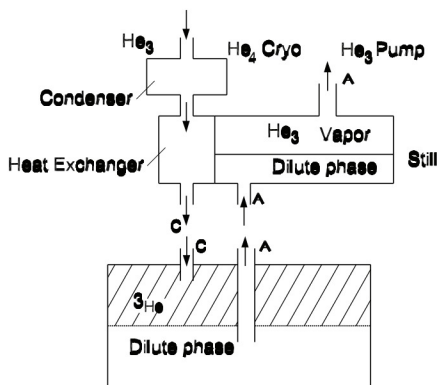 He3
He4 Cryo
He3 Pump
A
Condenser
He3 Vapor
Heat Exchanger
Dilute phase
Still
A
C
C
A
3He
Dilute phase